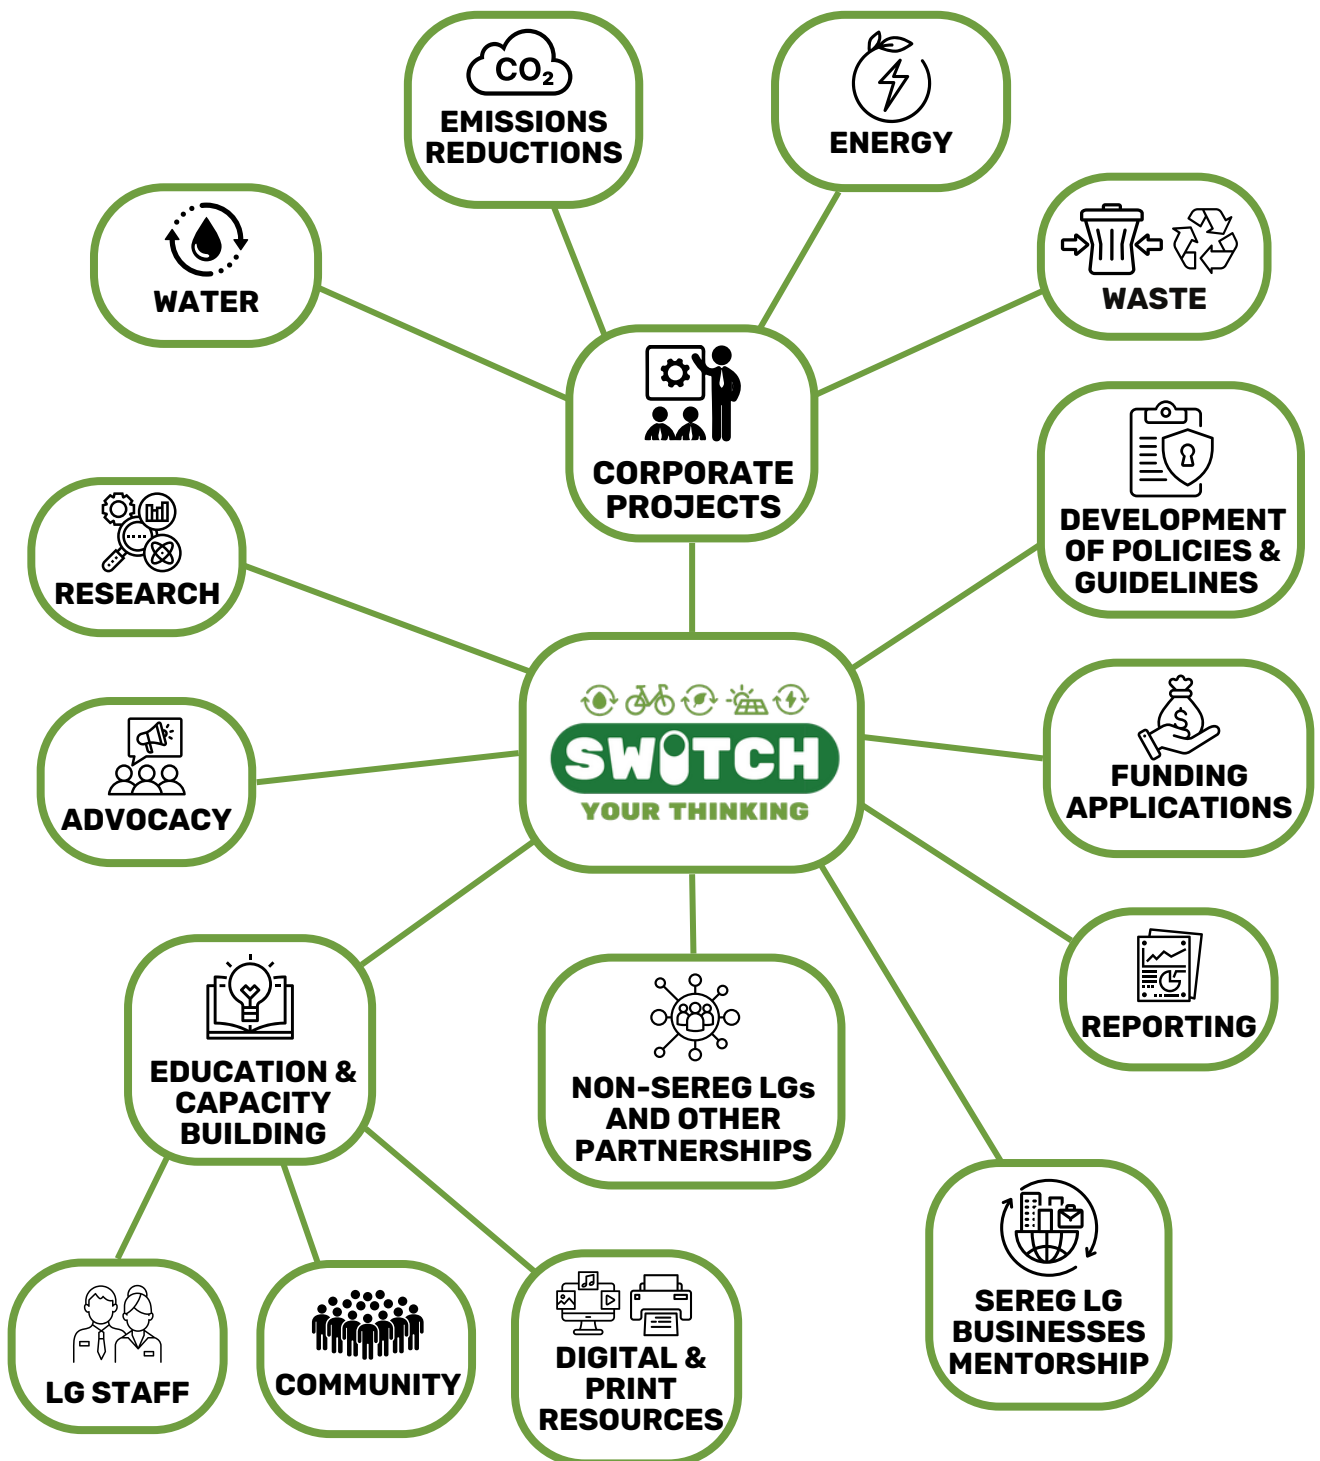 CO₂
EMISSIONS
REDUCTIONS
ENERGY
WATER
WASTE
CORPORATE
PROJECTS
DEVELOPMENT
OF POLICIES &
GUIDELINES
RESEARCH
SWITCH
YOUR THINKING
FUNDING
APPLICATIONS
ADVOCACY
REPORTING
EDUCATION &
CAPACITY
BUILDING
NON-SEREG LGs
AND OTHER
PARTNERSHIPS
SEREG LG
BUSINESSES
MENTORSHIP
LG STAFF
COMMUNITY
DIGITAL &
PRINT
RESOURCES